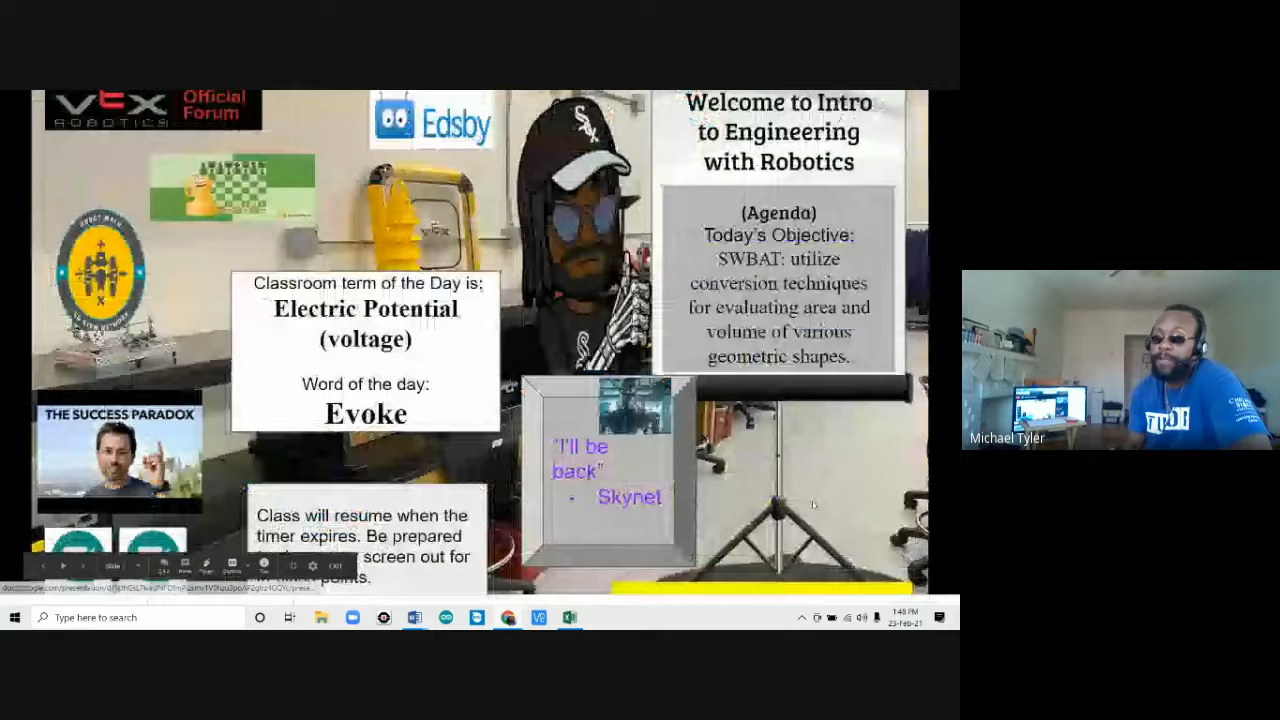 VEX
ROBOTICS
Official
Forum
Edsby
Welcome to Intro
to Engineering
with Robotics
(Agenda)
Today's Objective:
SWBAT: utilize
conversion techniques
for evaluating area and
volume of various
geometric shapes.
Classroom term of the Day is:
Electric Potential
(voltage)
Word of the day:
Evoke
THE SUCCESS PARADOX
"I'll be
back"
- Skynet
Class will resume when the
timer expires. Be prepared
screen out for
points.
Slide
Type here to search
1:48 PM
23-Feb-21
Michael Tyler